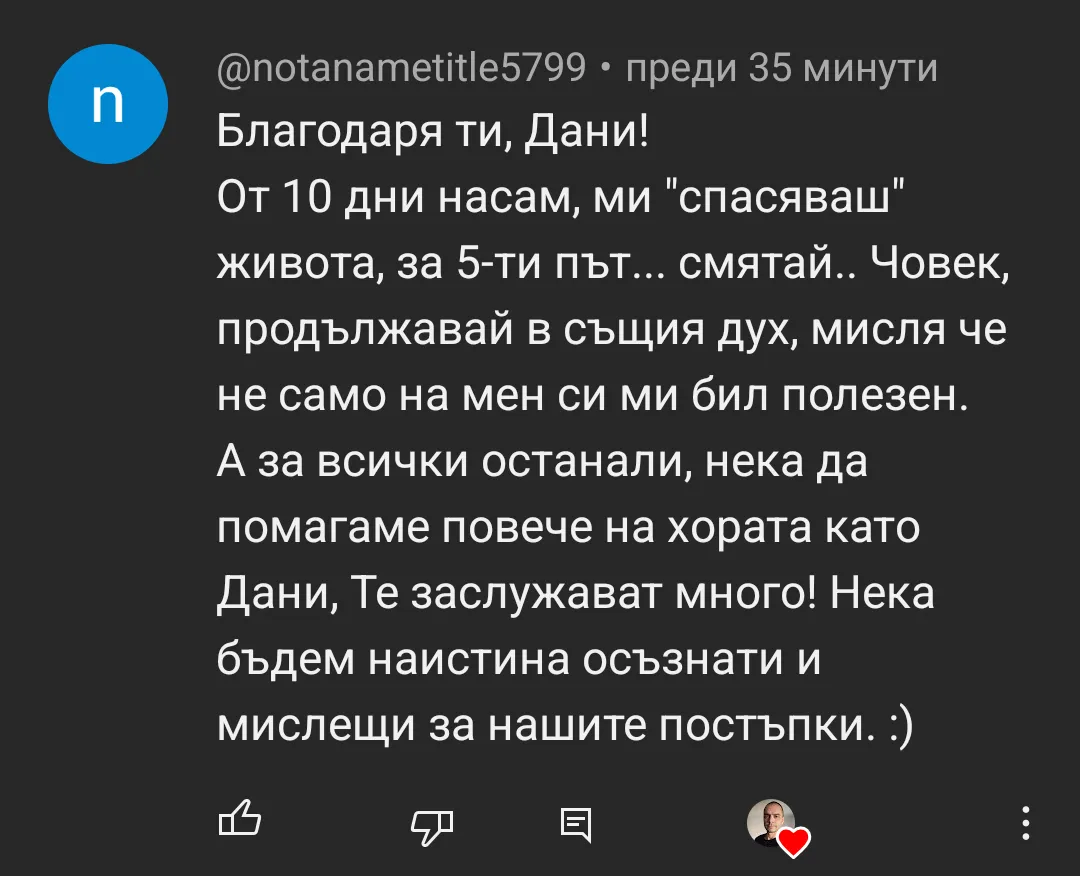 n
@notanametitle5799 • преди 35 минути
Благодаря ти, Дани!
От 10 дни насам, ми "спасяваш"
живота, за 5-ти път... смятай.. Човек,
продължавай в същия дух, мисля че
не само на мен си ми бил полезен.
А за всички останали, нека да
помагаме повече на хората като
Дани, Те заслужават много! Нека
бъдем наистина осъзнати и
мислещи за нашите постъпки. :)